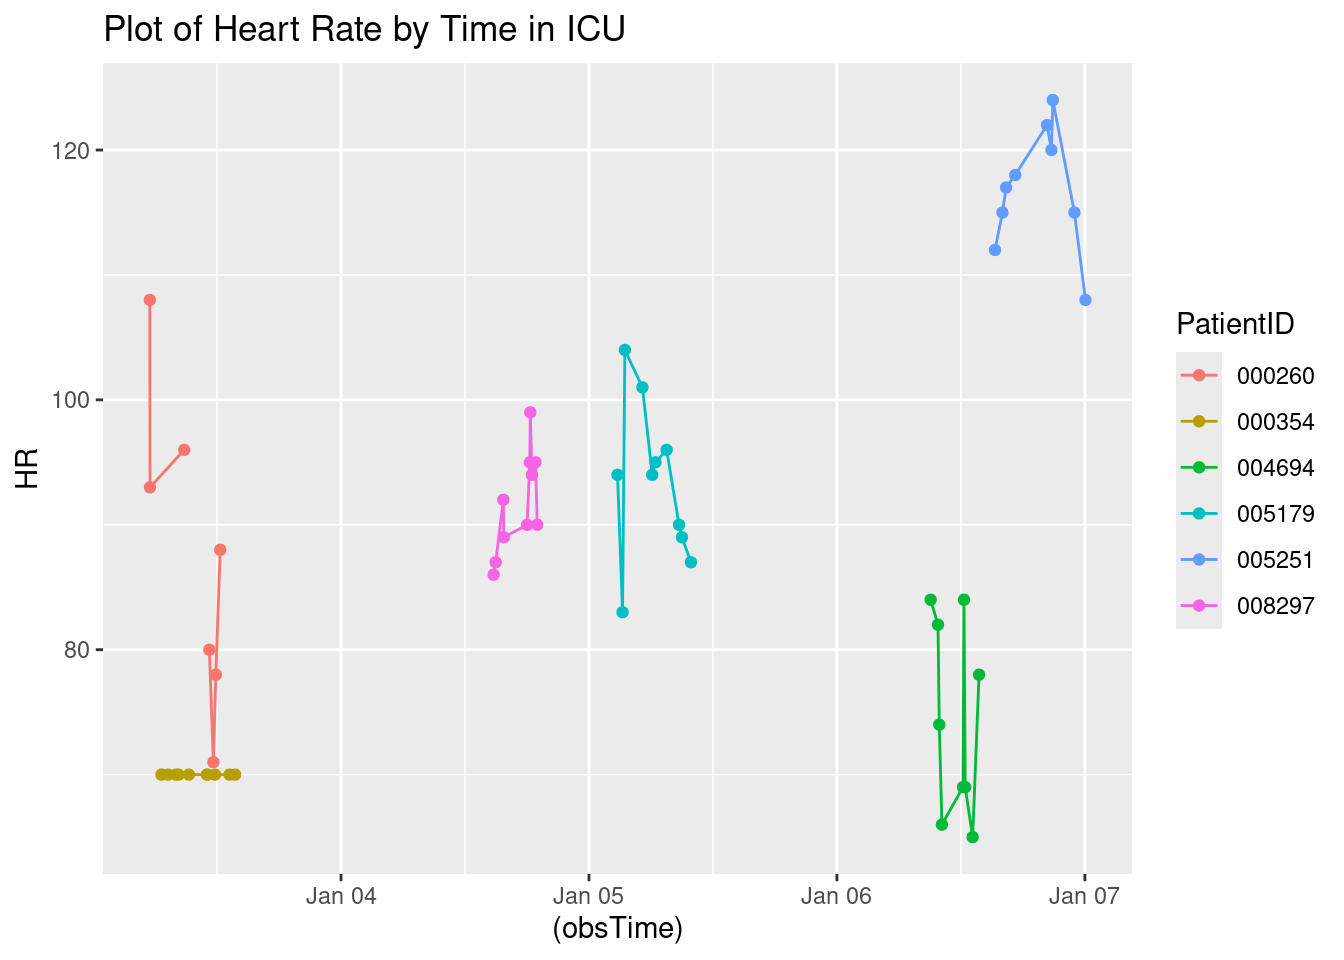 Plot of Heart Rate by Time in ICU
120
100
80
HR
Jan 04
Jan 05
Jan 06
Jan 07
(obsTime)
PatientID
000260
000354
004694
005179
005251
008297